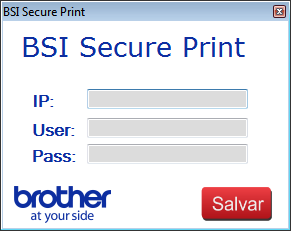 BSI Secure Print
BSI Secure Print
IP:
User:
Pass:
brother
at your side
Salvar